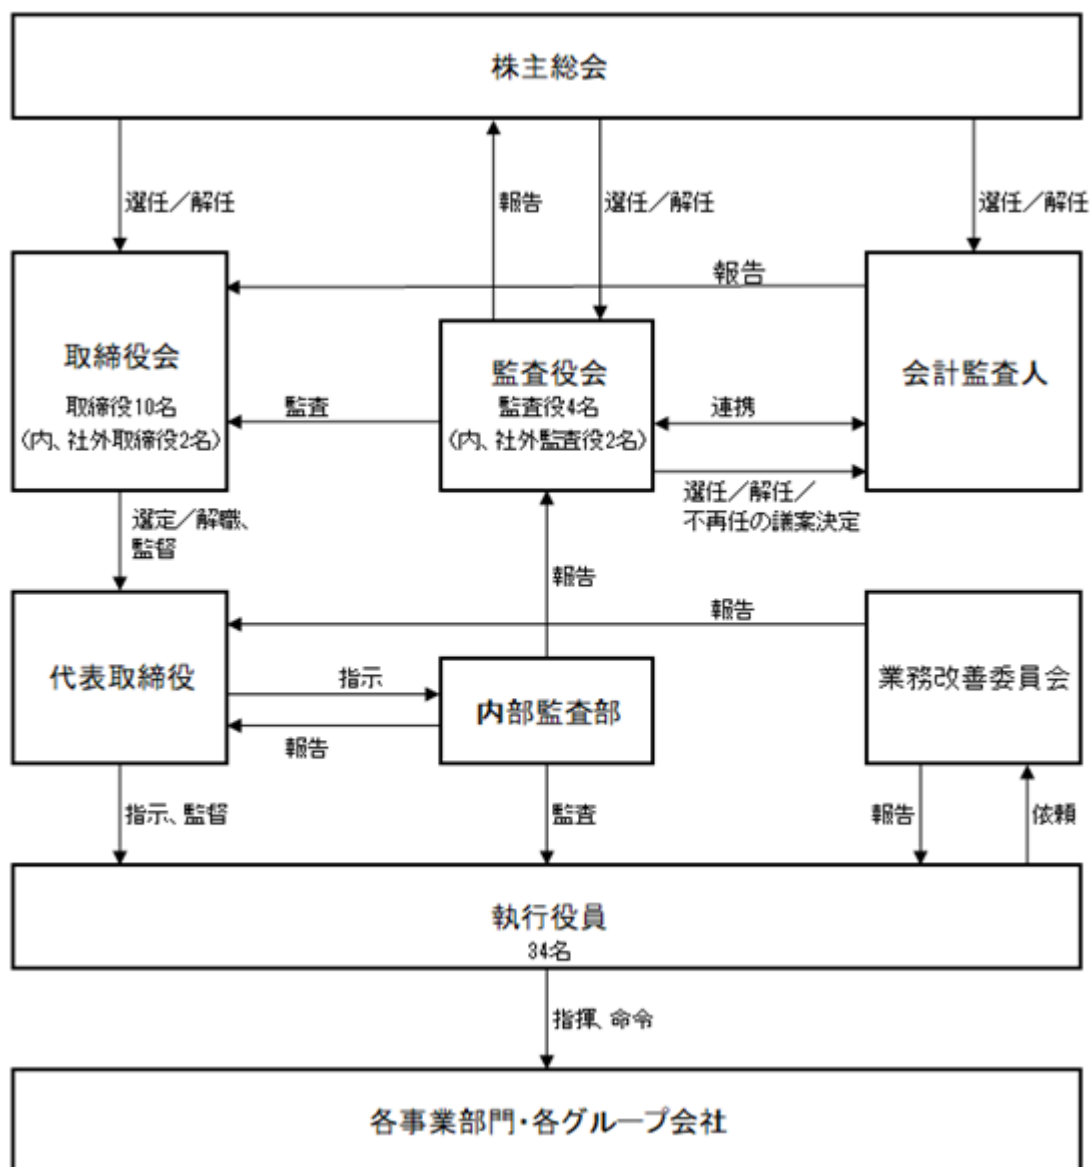 株主総会
選任／解任
報告
選任／解任
選任／解任
報告
取締役会
取締役10名
（内、社外取締役2名）
監査役会
監査役4名
（内、社外監査役2名）
会計監査人
監査
連携
選任／解任／
不再任の議案決定
選定／解職、
監督
報告
報告
代表取締役
指示
内部監査部
業務改善委員会
報告
指示、監督
監査
報告
依頼
執行役員
34名
指揮、命令
各事業部門・各グループ会社